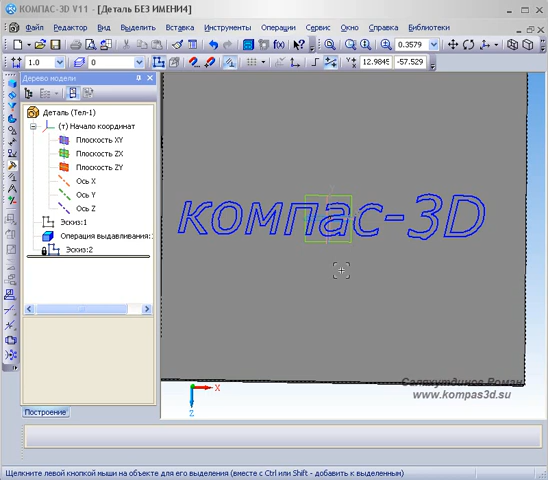 КОМПАС-3D V11 - [Деталь БЕЗ ИМЕНИ4]
Файл Редактор Вид Выделить Вставка Инструменты Операции Сервис Окно Справка Библиотеки
f(x) 0.3579
1.0 0 12.9845 -57.529
Дерево модели
Деталь (Тел-1)
(т) Начало координат
Плоскость XY
Плоскость ZX
Плоскость ZY
Ось X
Ось Y
Ось Z
Эскиз:1
Операция выдавливания:
Эскиз:2
компас-3D
X
Z
Салахутдинов Роман
www.kompas3d.su
Построение
Щелкните левой кнопкой мыши на объекте для его выделения (вместе с Ctrl или Shift - добавить к выделенным)